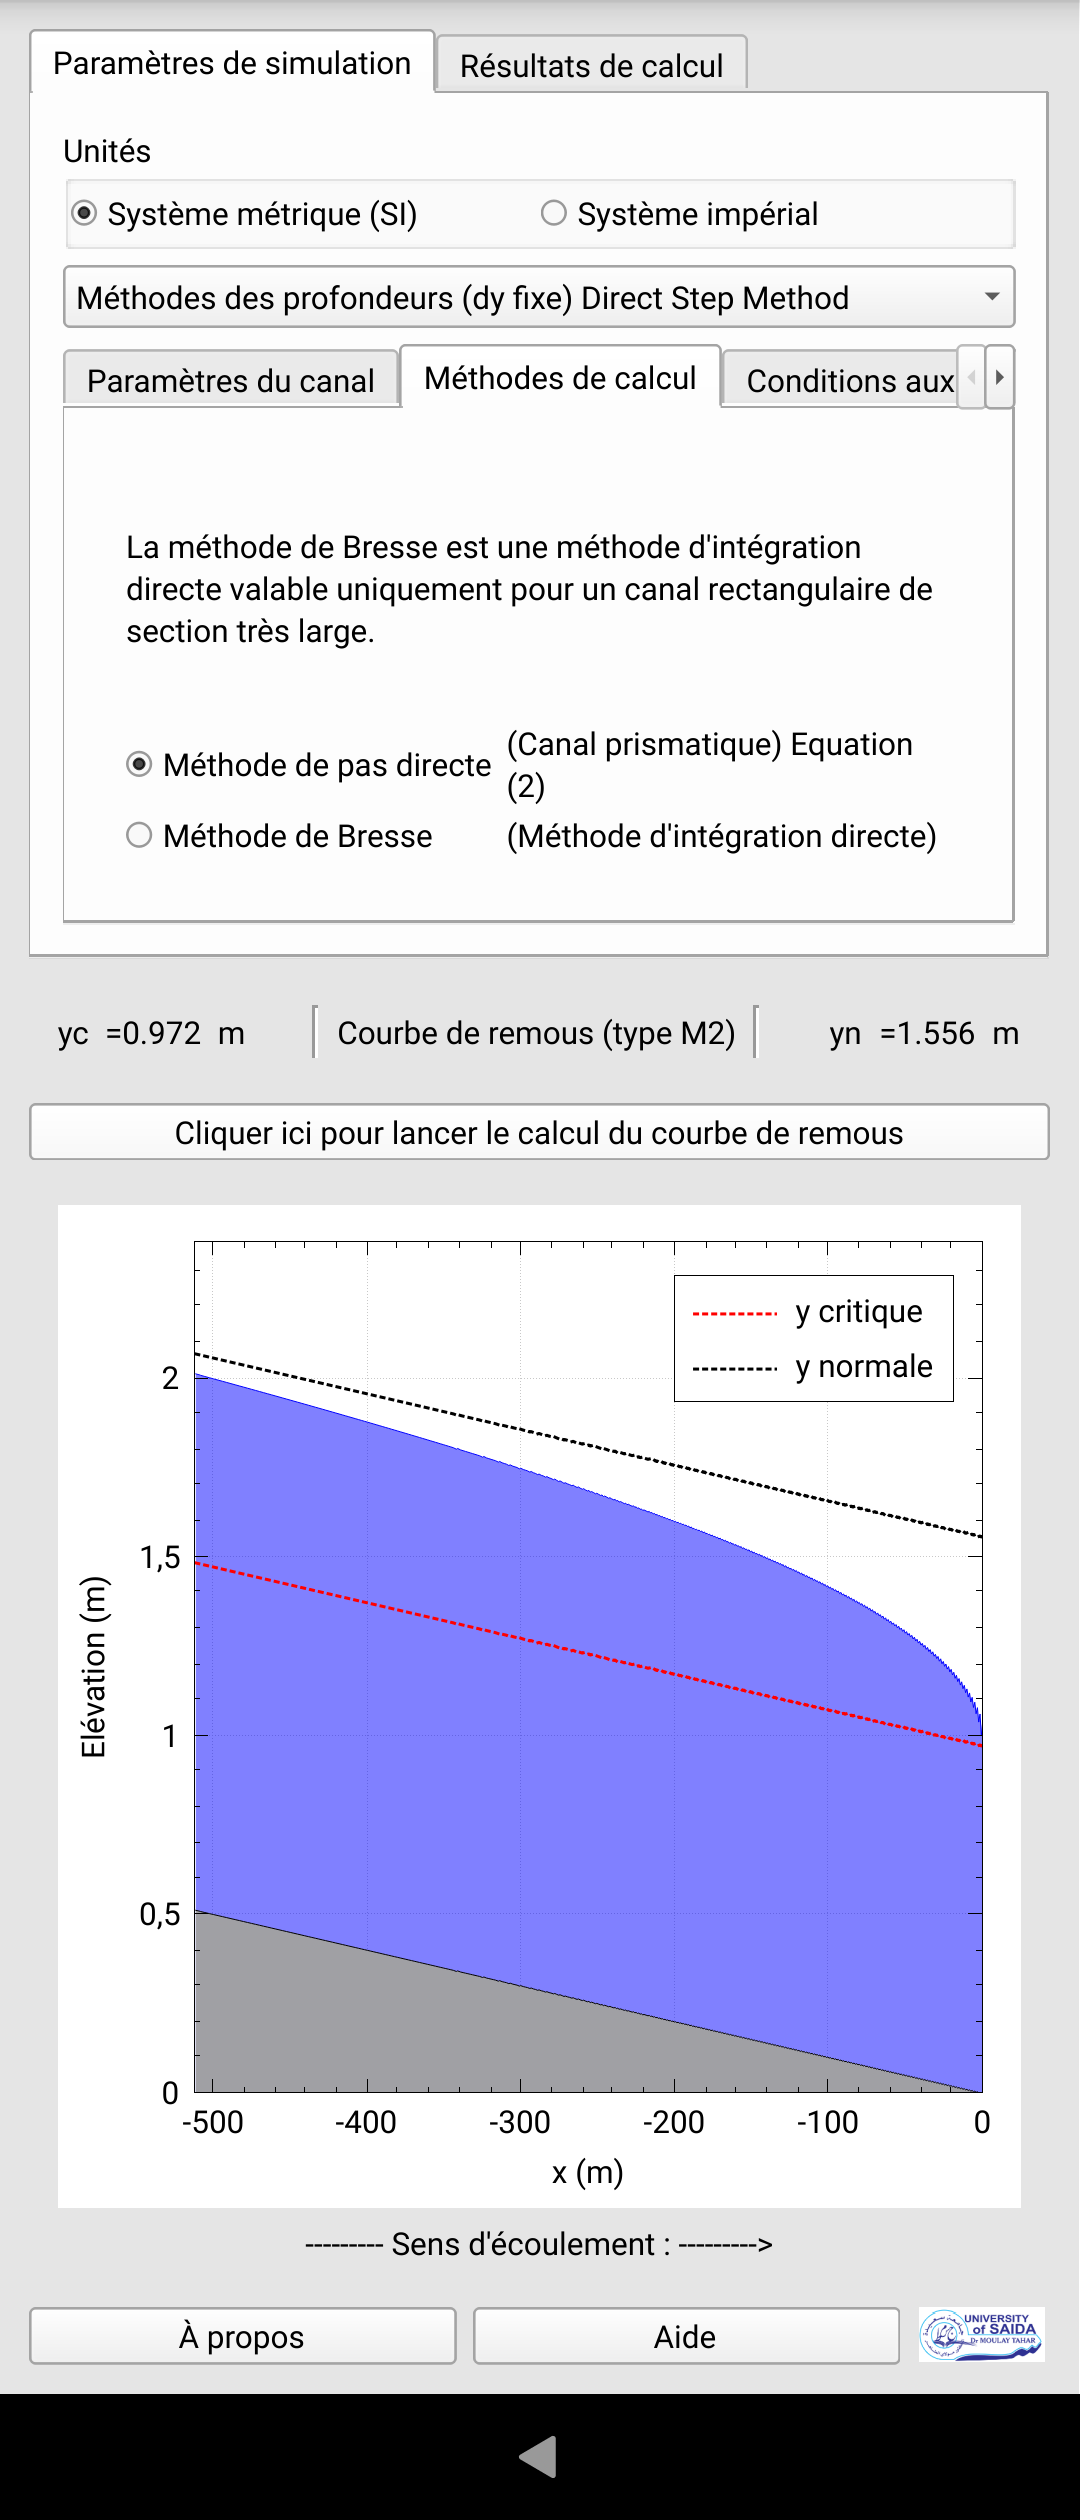 Paramètres de simulation
Résultats de calcul
Unités
Système métrique (SI)
Système impérial
Méthodes des profondeurs (dy fixe) Direct Step Method
Paramètres du canal
Méthodes de calcul
Conditions aux
La méthode de Bresse est une méthode d'intégration
directe valable uniquement pour un canal rectangulaire de
section très large.
Méthode de pas directe
(Canal prismatique) Equation
(2)
Méthode de Bresse
(Méthode d'intégration directe)
yc =0.972 m
Courbe de remous (type M2)
yn =1.556 m
Cliquer ici pour lancer le calcul du courbe de remous
y critique
y normale
2
1,5
1
0,5
0
Elévation (m)
-500
-400
-300
-200
-100
0
x (m)
--------- Sens d'écoulement : --------->
À propos
Aide
UNIVERSITY
of SAIDA
Dr MOULAY TAHAR